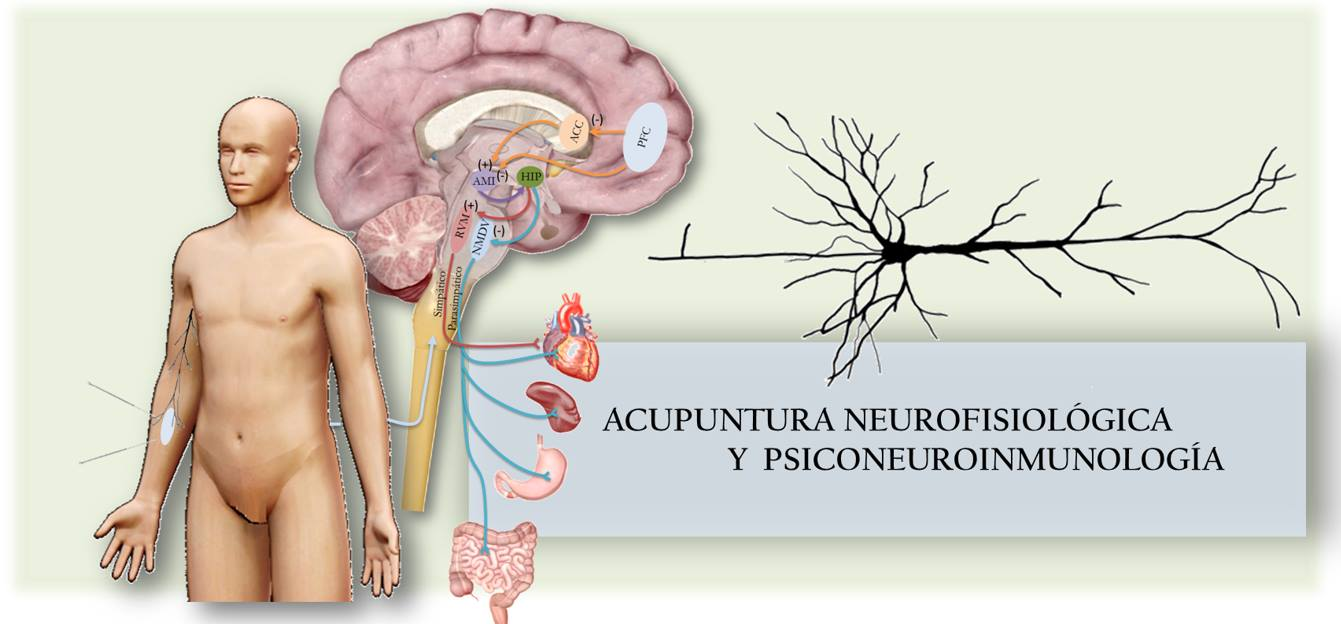 ACC
(-)
PFC
(+)
AMI
(-)
HIP
(+)
RVM
(-)
NMDV
Simpático
Parasimpático
ACUPUNTURA NEUROFISIOLÓGICA
Y PSICONEUROINMUNOLOGÍA